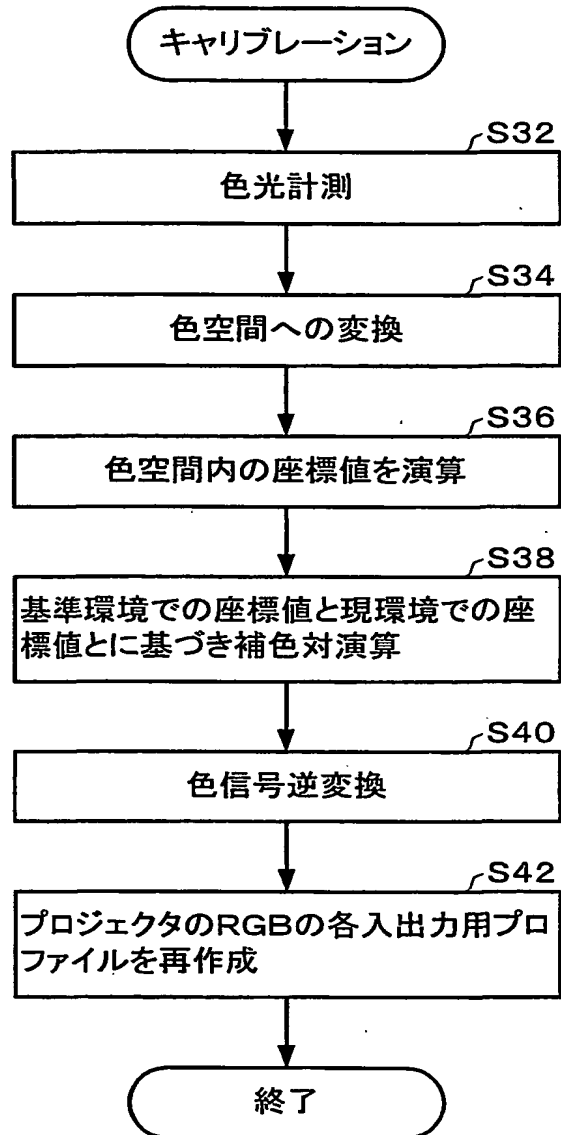 キャリブレーション
S32
色光計測
S34
色空間への変換
S36
色空間内の座標値を演算
S38
基準環境での座標値と現環境での座
標値とに基づき補色対演算
S40
色信号逆変換
S42
プロジェクタのRGBの各入出力用プロ
ファイルを再作成
終了